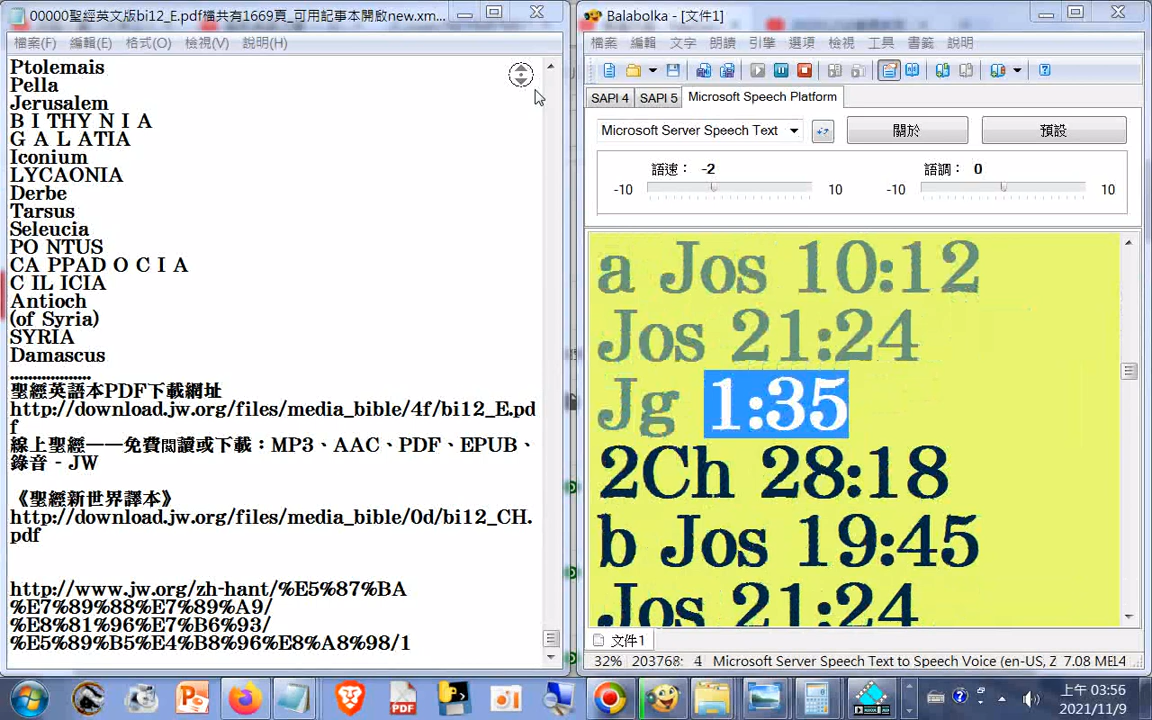 00000聖經英文版bi12_E.pdf檔共有1669頁_可用記事本開啟new.xm...
檔案(F) 編輯(E) 格式(O) 檢視(V) 說明(H)
Ptolemais
Pella
Jerusalem
B I THY N I A
G A L A T I A
Iconium
LYCAONIA
Derbe
Tarsus
Seleucia
PO NTUS
CA PPAD O C I A
C IL ICIA
Antioch
(of Syria)
SYRIA
Damascus
..................
聖經英語本PDF下載網址
http://download.jw.org/files/media_bible/4f/bi12_E.pd
f
線上聖經——免費閱讀或下載：MP3、AAC、PDF、EPUB、
錄音 - JW
《聖經新世界譯本》
http://download.jw.org/files/media_bible/0d/bi12_CH.
pdf
http://www.jw.org/zh-hant/%E5%87%BA
%E7%89%88%E7%89%A9/
%E8%81%96%E7%B6%93/
%E5%89%B5%E4%B8%96%E8%A8%98/1
Balabolka - [文件1]
檔案 編輯 文字 朗讀 引擎 選項 檢視 工具 書籤 說明
SAPI 4 SAPI 5 Microsoft Speech Platform
Microsoft Server Speech Text 關於 預設
語速： -2 語調： 0
-10 10 -10 10
a Jos 10:12
Jos 21:24
Jg 1:35
2Ch 28:18
b Jos 19:45
Jos 21:24
文件1
32% 203768: 4 Microsoft Server Speech Text to Speech Voice (en-US, Z 7.08 ME
上午 03:56
2021/11/9